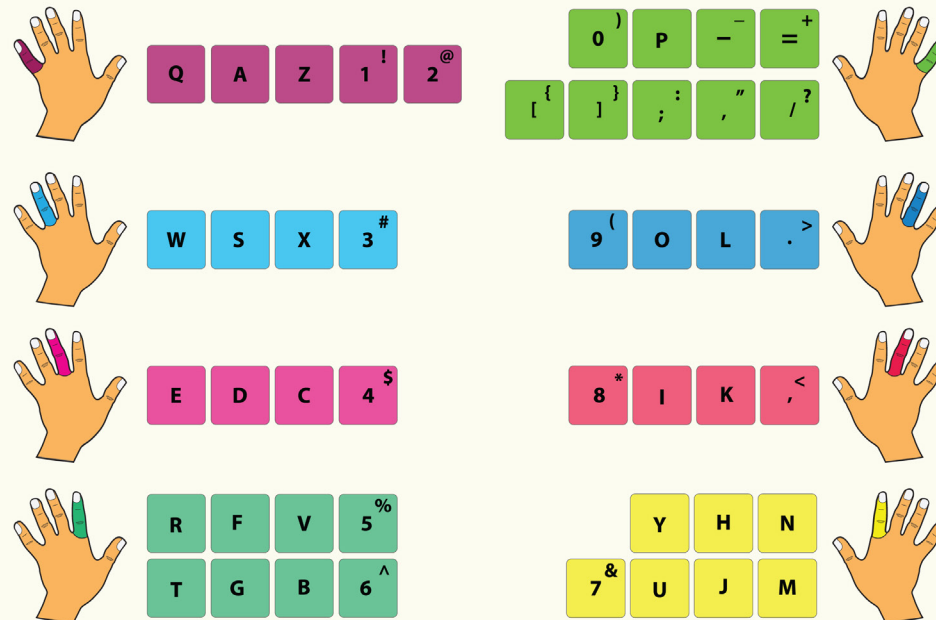 Q A Z 1 ! 2 @
0 ) P – _ = +
[ { ] } ; : , " / ?
W S X 3 #
9 ( O L . >
E D C 4 $
8 * I K , <
R F V 5 %
T G B 6 ^
Y H N
7 & U J M